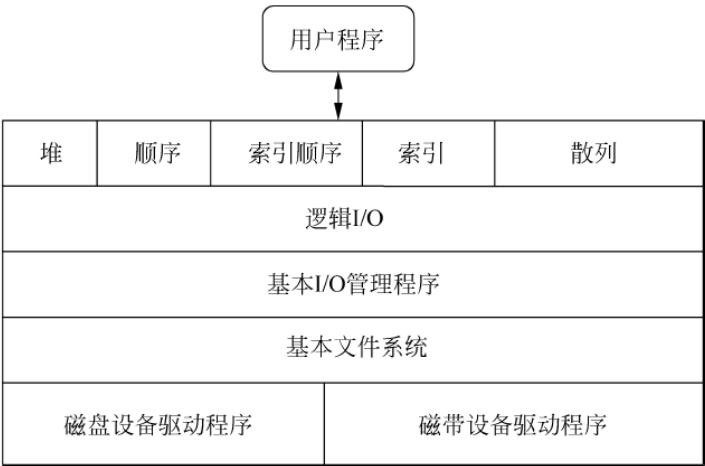 用户程序
堆 顺序 索引顺序 索引 散列
逻辑I/O
基本I/O管理程序
基本文件系统
磁盘设备驱动程序 磁带设备驱动程序